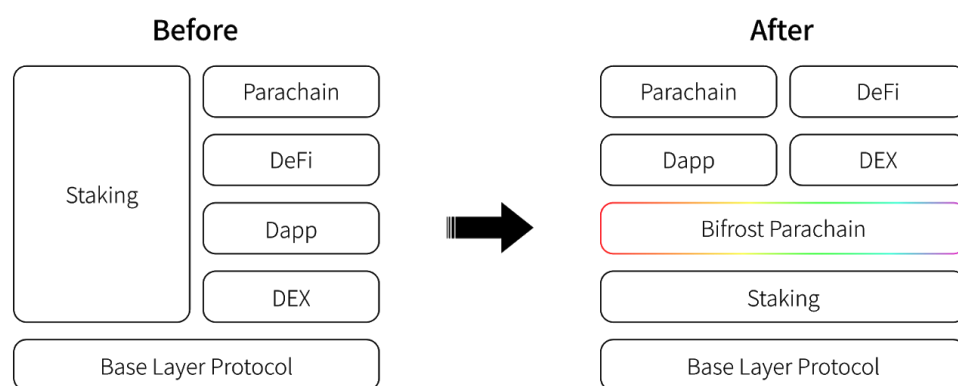 Before
Staking
Parachain
DeFi
Dapp
DEX
Base Layer Protocol
After
Parachain
DeFi
Dapp
DEX
Bifrost Parachain
Staking
Base Layer Protocol